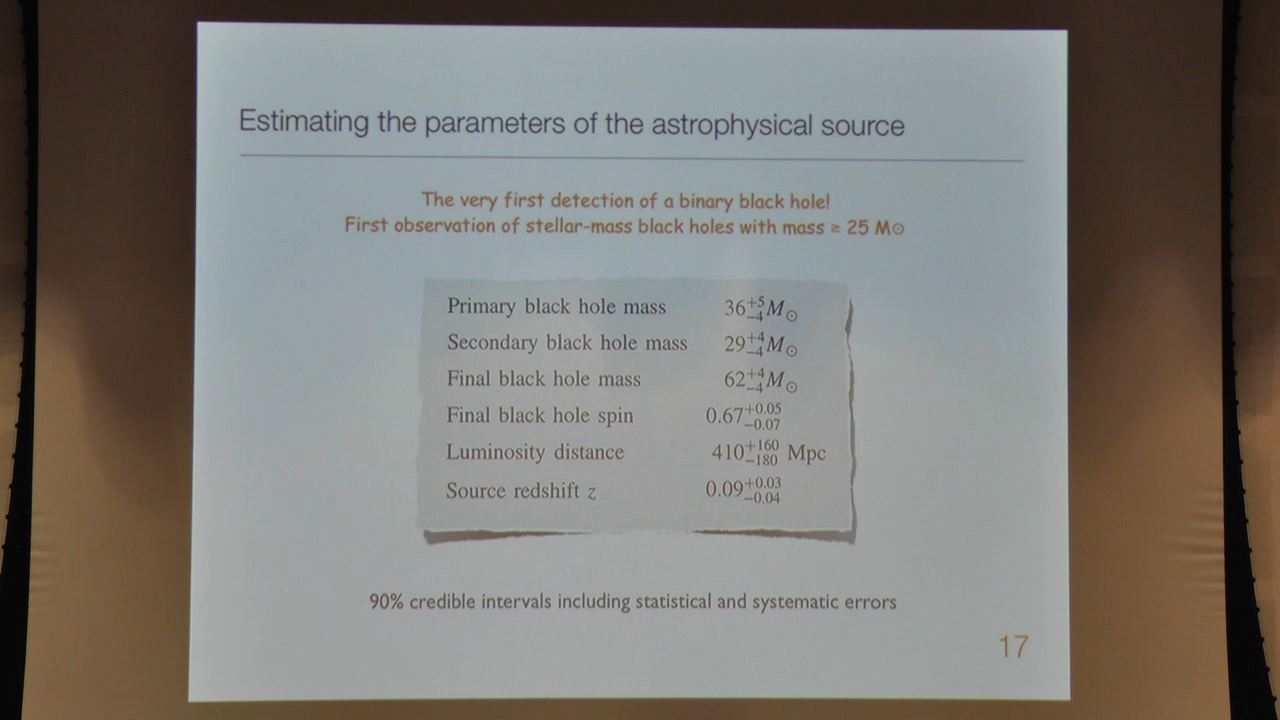 Estimating the parameters of the astrophysical source
The very first detection of a binary black hole!
First observation of stellar-mass black holes with mass ≥ 25 M⊙
Primary black hole mass 36+5−4 M⊙
Secondary black hole mass 29+4−4 M⊙
Final black hole mass 62+4−4 M⊙
Final black hole spin 0.67+0.05−0.07
Luminosity distance 410+160−180 Mpc
Source redshift z 0.09+0.03−0.04
90% credible intervals including statistical and systematic errors
17